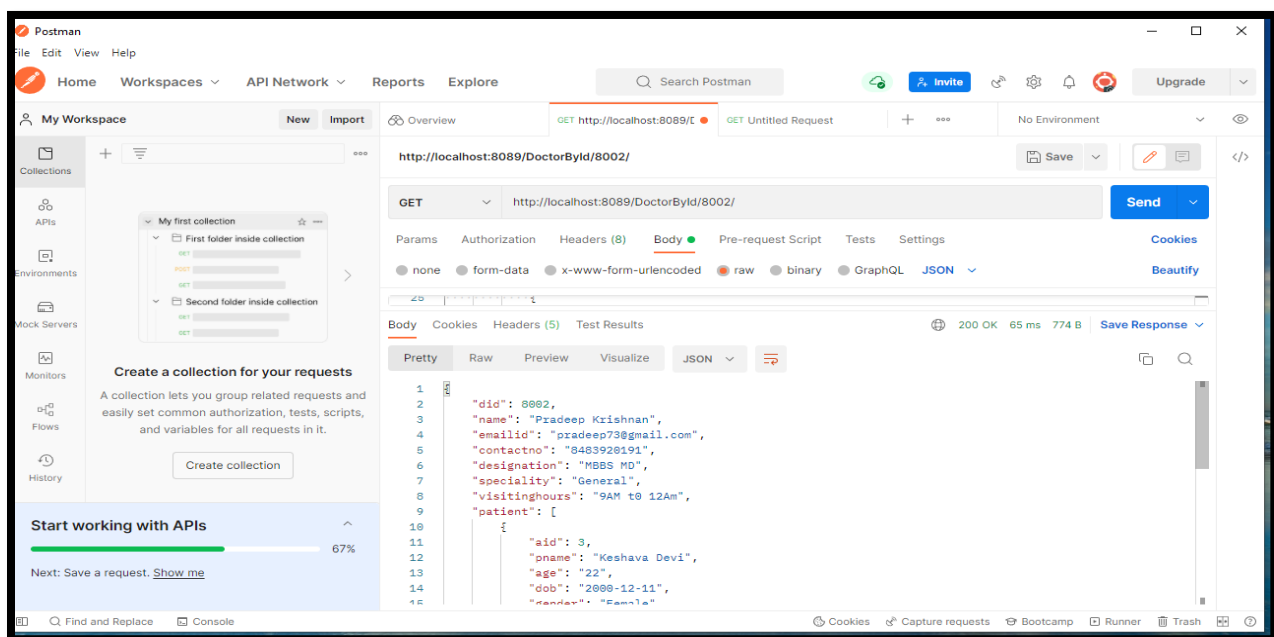 Postman
File Edit View Help
Home Workspaces API Network Reports Explore
Search Postman
Invite
Upgrade
My Workspace
New Import
Overview
GET http://localhost:8089/D
GET Untitled Request
No Environment
Collections
APIs
Environments
Mock Servers
Monitors
Flows
History
My first collection
First folder inside collection
GET
POST
GET
Second folder inside collection
GET
GET
Create a collection for your requests
A collection lets you group related requests and
easily set common authorization, tests, scripts,
and variables for all requests in it.
Create collection
Start working with APIs
67%
Next: Save a request. Show me
http://localhost:8089/DoctorById/8002/
Save
GET http://localhost:8089/DoctorById/8002/
Send
Params Authorization Headers (8) Body Pre-request Script Tests Settings Cookies
none form-data x-www-form-urlencoded raw binary GraphQL JSON Beautify
25 {
Body Cookies Headers (5) Test Results 200 OK 65 ms 774 B Save Response
Pretty Raw Preview Visualize JSON
1 {
2 "did": 8002,
3 "name": "Pradeep Krishnan",
4 "emailid": "pradeep73@gmail.com",
5 "contactno": "8483920191",
6 "designation": "MBBS MD",
7 "speciality": "General",
8 "visitinghours": "9AM t0 12Am",
9 "patient": [
10 {
11 "aid": 3,
12 "pname": "Keshava Devi",
13 "age": "22",
14 "dob": "2000-12-11",
15 "gender": "Female"
Find and Replace Console Cookies Capture requests Bootcamp Runner Trash